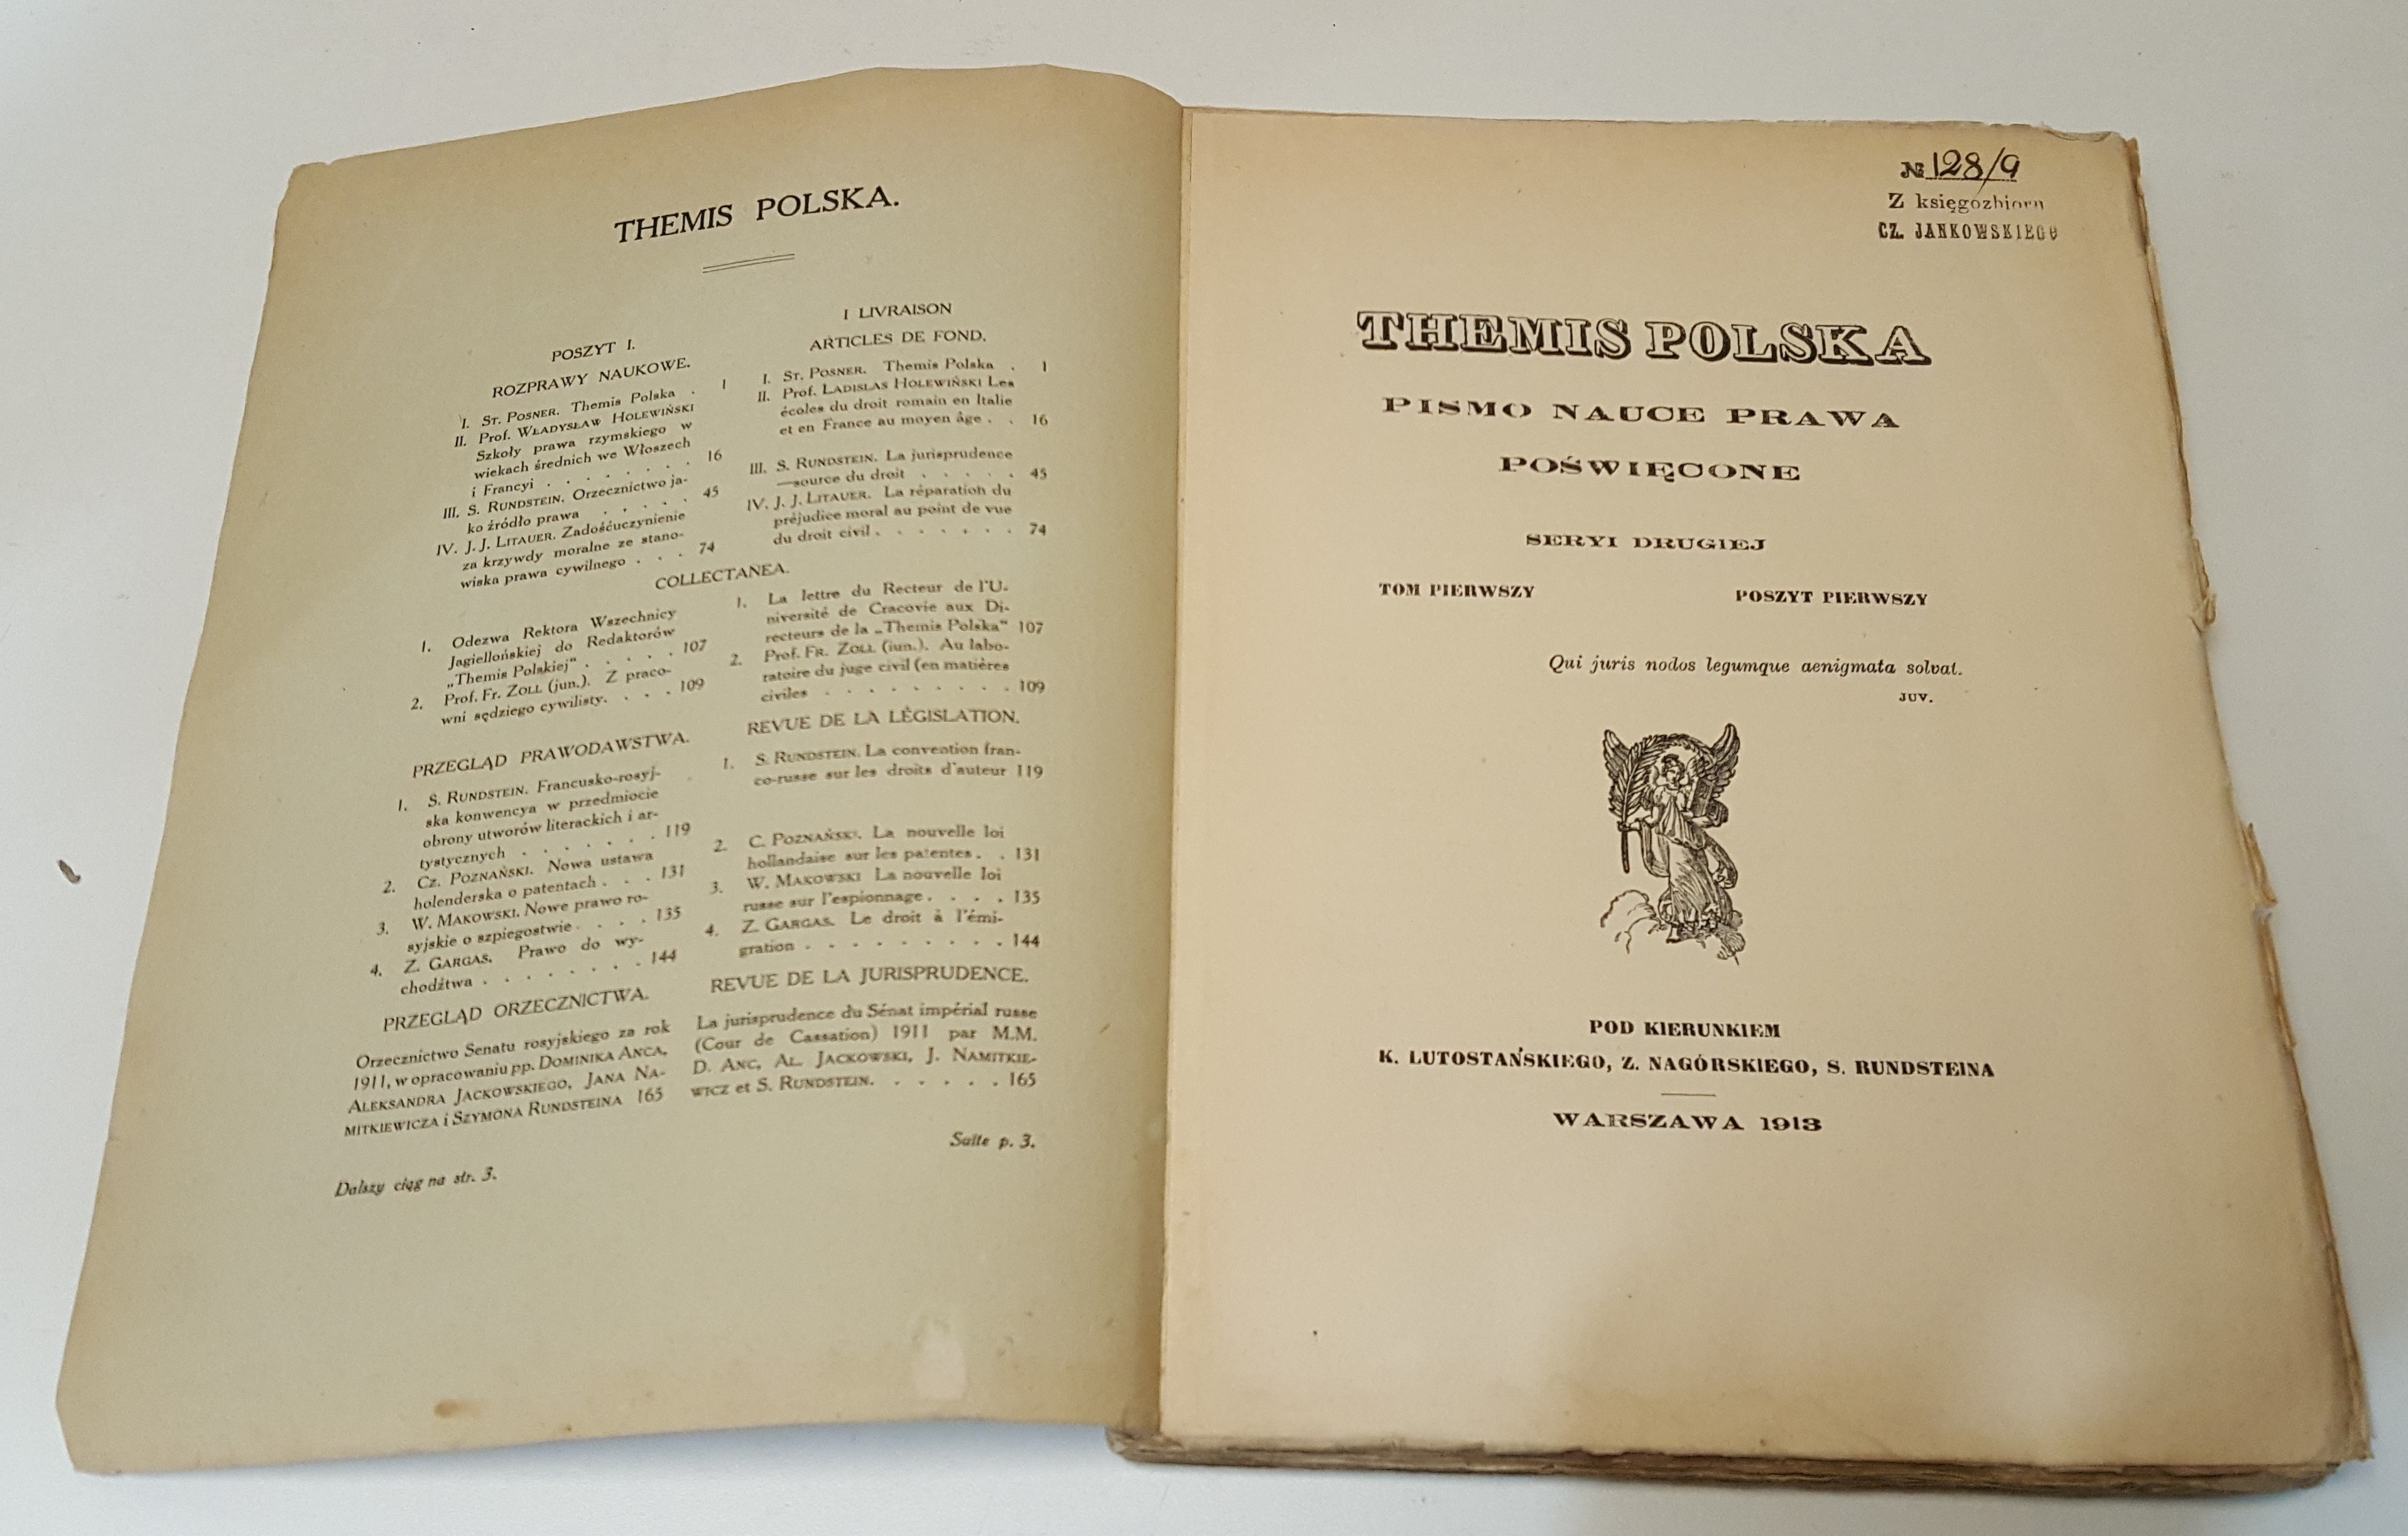 THEMIS POLSKA.
POSZYT I.
ROZPRAWY NAUKOWE.
I. ST. POSNER. Themis Polska . 1
II. Prof. WŁADYSŁAW HOLEWIŃSKI
Szkoły prawa rzymskiego w
wiekach średnich we Włoszech
i Francyi . . . . . . . 16
III. S. RUNDSTEIN. Orzecznictwo ja-
ko źródło prawa . . . . . 45
IV. J. J. LITAUER. Zadośćuczynienie
za krzywdy moralne ze stano-
wiska prawa cywilnego . . . 74
I LIVRAISON
ARTICLES DE FOND.
I. ST. POSNER. Themis Polska . 1
II. Prof. LADISLAS HOLEWIŃSKI Les
écoles du droit romain en Italie
et en France au moyen âge . . 16
III. S. RUNDSTEIN. La jurisprudence
—source du droit . . . . . 45
IV. J. J. LITAUER. La réparation du
préjudice moral au point de vue
du droit civil . . . . . . . 74
COLLECTANEA.
1. Odezwa Rektora Wszechnicy
Jagiellońskiej do Redaktorów
„Themis Polskiej“ . . . . . 107
2. Prof. Fr. ZOLL (jun.). Z praco-
wni sędziego cywilisty. . . . 109
1. La lettre du Recteur de l'U-
niversité de Cracovie aux Di-
recteurs de la „Themis Polska“ 107
2. Prof. FR. ZOLL (iun.). Au labo-
ratoire du juge civil (en matières
civiles . . . . . . . . . 109
PRZEGLĄD PRAWODAWSTWA.
1. S. RUNDSTEIN. Francusko-rosyj-
ska konwencya w przedmiocie
obrony utworów literackich i ar-
tystycznych . . . . . . . 119
2. CZ. POZNAŃSKI. Nowa ustawa
holenderska o patentach . . . 131
3. W. MAKOWSKI. Nowe prawo ro-
syjskie o szpiegostwie . . . . 135
4. Z. GARGAS. Prawo do wy-
chodźtwa . . . . . . . . 144
REVUE DE LA LÉGISLATION.
1. S. RUNDSTEIN. La convention fran-
co-russe sur les droits d'auteur 119
2. C. POZNAŃSKI. La nouvelle loi
hollandaise sur les patentes . . 131
3. W. MAKOWSKI La nouvelle loi
russe sur l'espionnage . . . . 135
4. Z. GARGAS. Le droit à l'émi-
gration . . . . . . . . . 144
PRZEGLĄD ORZECZNICTWA.
Orzecznictwo Senatu rosyjskiego za rok
1911, w opracowaniu pp. DOMINIKA ANCA,
ALEKSANDRA JACKOWSKIEGO, JANA NA-
MITKIEWICZA i SZYMONA RUNDSTEINA 165
Dalszy ciąg na str. 3.
REVUE DE LA JURISPRUDENCE.
La jurisprudence du Sénat impérial russe
(Cour de Cassation) 1911 par M.M.
D. ANC, AL. JACKOWSKI, J. NAMITKIE-
WICZ et S. RUNDSTEIN. . . . . . 165
Suite p. 3.
№ 128/9
Z księgozbioru
CZ. JANKOWSKIEGO
THEMIS POLSKA
PISMO NAUCE PRAWA
POŚWIĘCONE
SERYI DRUGIEJ
TOM PIERWSZY POSZYT PIERWSZY
Qui juris nodos legumque aenigmata solvat.
JUV.
POD KIERUNKIEM
K. LUTOSTAŃSKIEGO, Z. NAGÓRSKIEGO, S. RUNDSTEINA
WARSZAWA 1913